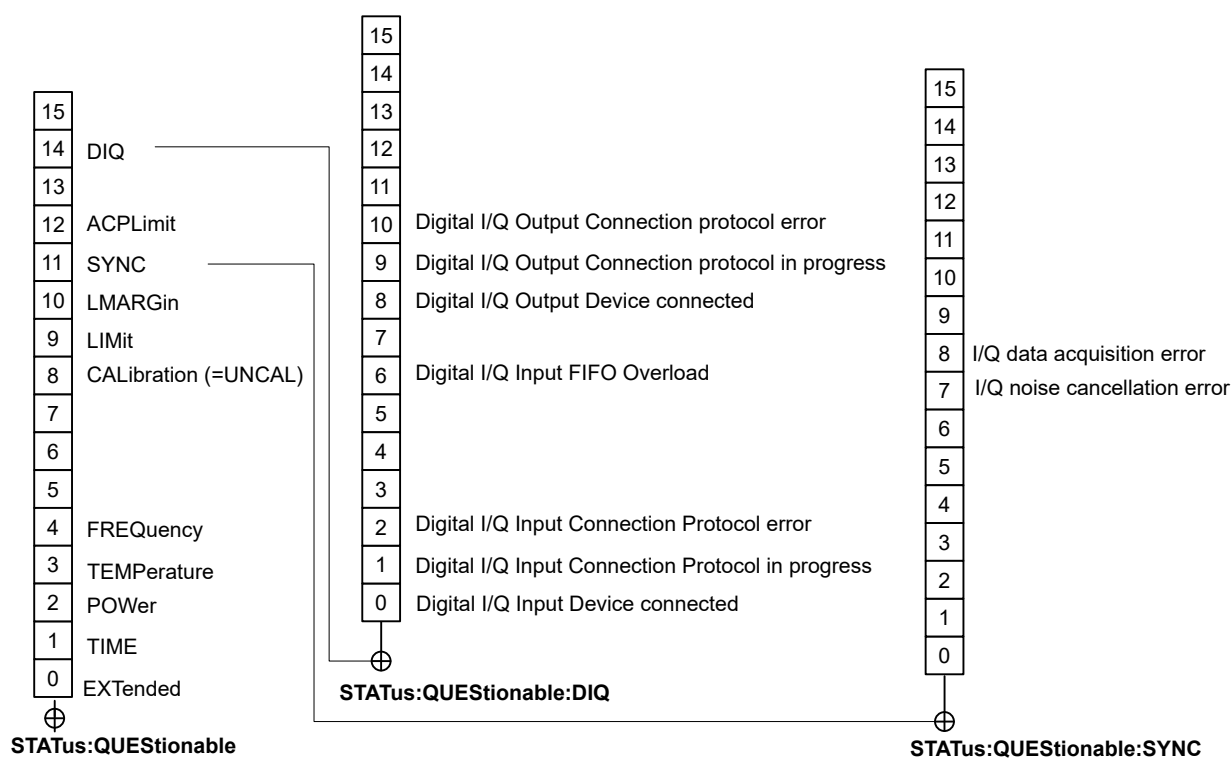 15
14 DIQ
13
12 ACPLimit
11 SYNC
10 LMARGin
9 LIMit
8 CALibration (=UNCAL)
7
6
5
4 FREQuency
3 TEMPerature
2 POWer
1 TIME
0 EXTended
STATus:QUEStionable
15
14
13
12
11
10 Digital I/Q Output Connection protocol error
9 Digital I/Q Output Connection protocol in progress
8 Digital I/Q Output Device connected
7
6 Digital I/Q Input FIFO Overload
5
4
3
2 Digital I/Q Input Connection Protocol error
1 Digital I/Q Input Connection Protocol in progress
0 Digital I/Q Input Device connected
STATus:QUEStionable:DIQ
15
14
13
12
11
10
9
8 I/Q data acquisition error
7 I/Q noise cancellation error
6
5
4
3
2
1
0
STATus:QUEStionable:SYNC